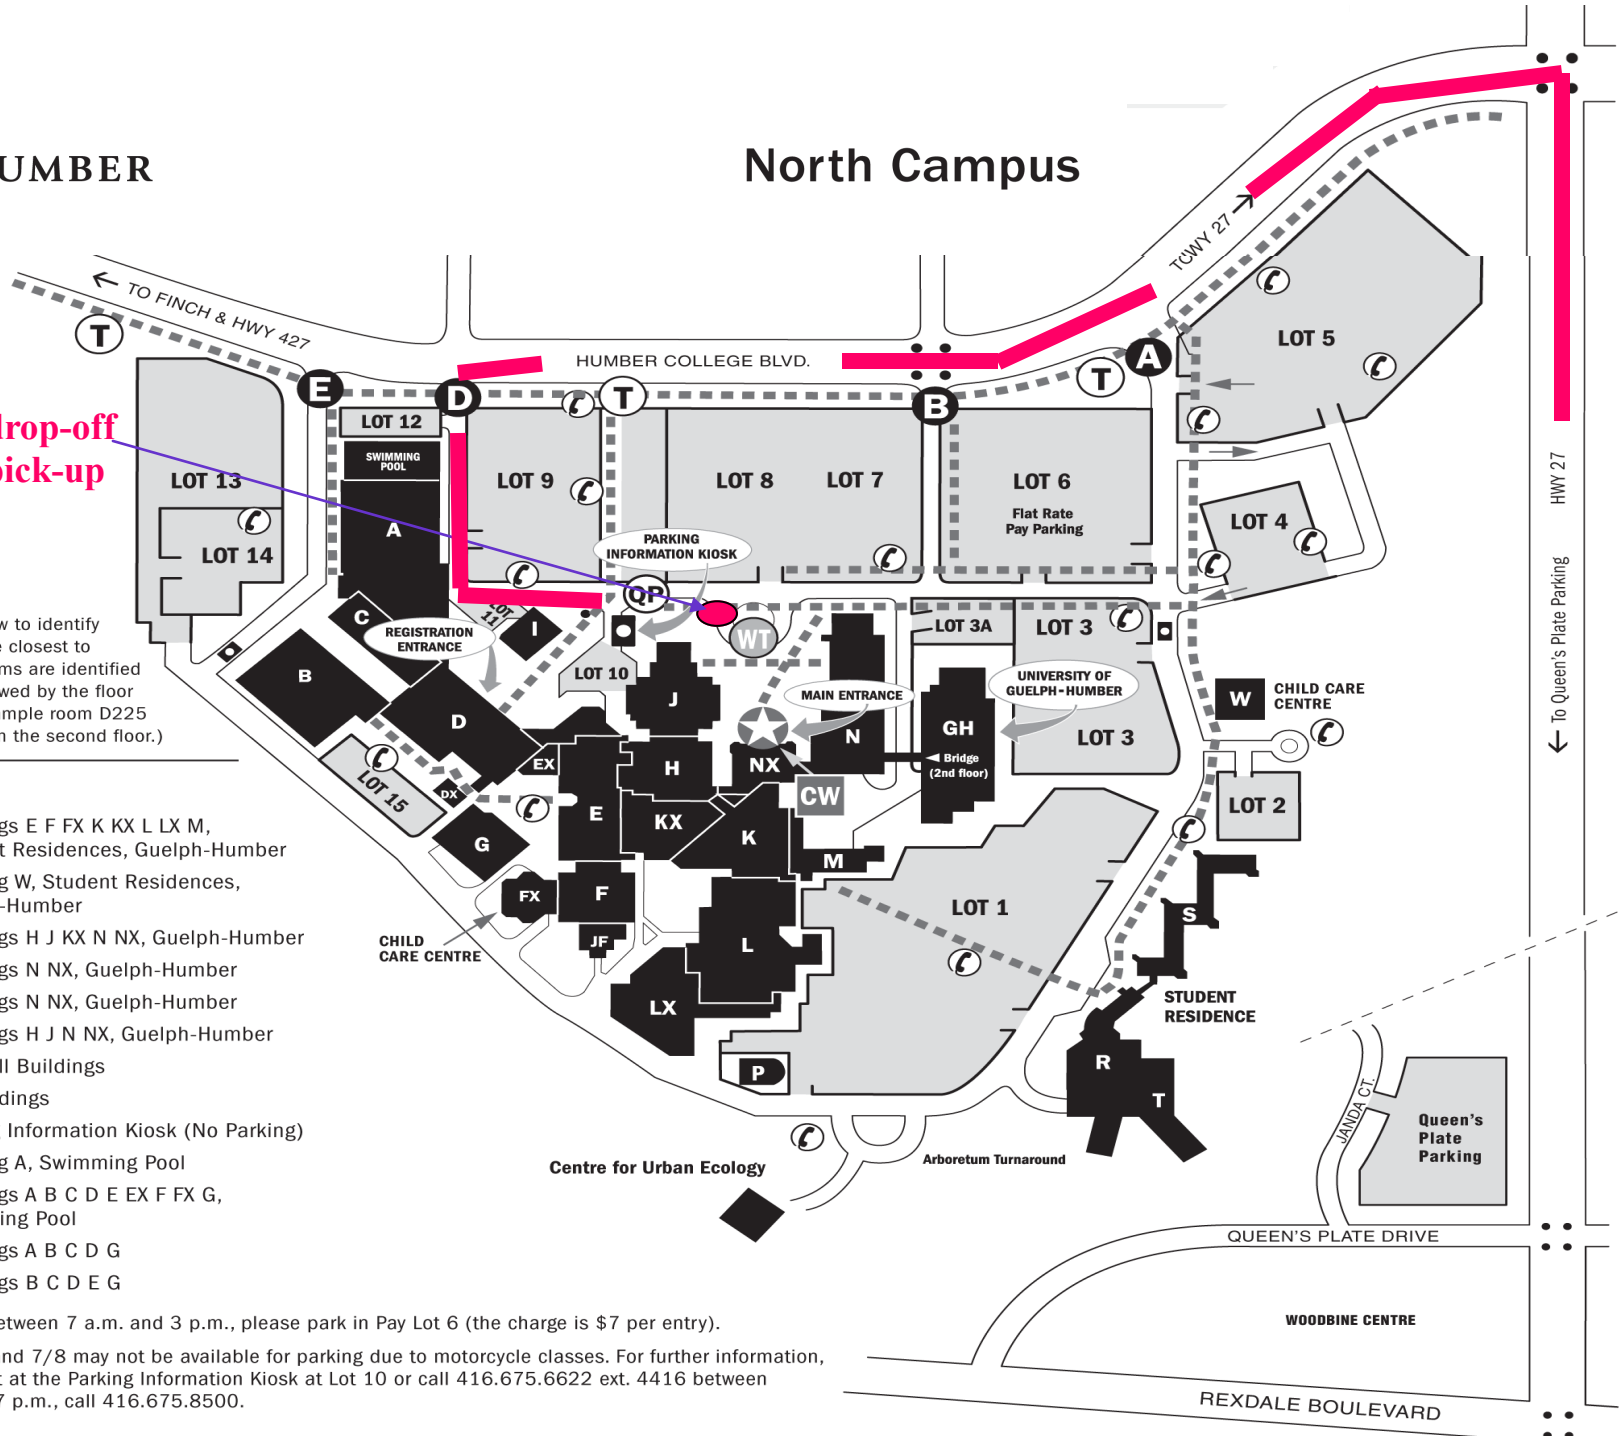 UMBER
North Campus
TO FINCH & HWY 427
HUMBER COLLEGE BLVD.
HWY 27
T
E
D
T
B
T
A
drop-off
pick-up
LOT 12
SWIMMING
POOL
LOT 13
LOT 14
A
LOT 9
LOT 8
LOT 7
LOT 6
Flat Rate
Pay Parking
LOT 5
LOT 4
HWY 27
To Queen's Plate Parking
PARKING
INFORMATION KIOSK
QP
WT
LOT
11
I
C
REGISTRATION
ENTRANCE
LOT 10
LOT 3A
LOT 3
LOT 3
UNIVERSITY OF
GUELPH-HUMBER
MAIN ENTRANCE
W
CHILD CARE
CENTRE
LOT 2
B
D
J
N
GH
Bridge
(2nd floor)
EX
H
NX
CW
DX
LOT 15
E
KX
K
G
M
FX
F
JF
L
LX
P
LOT 1
CHILD
CARE CENTRE
S
STUDENT
RESIDENCE
R
T
w to identify
e closest to
ms are identified
wed by the floor
ample room D225
n the second floor.)
gs E F FX K KX L LX M,
t Residences, Guelph-Humber
g W, Student Residences,
-Humber
gs H J KX N NX, Guelph-Humber
gs N NX, Guelph-Humber
gs N NX, Guelph-Humber
gs H J N NX, Guelph-Humber
ll Buildings
dings
Information Kiosk (No Parking)
g A, Swimming Pool
gs A B C D E EX F FX G,
ing Pool
gs A B C D G
gs B C D E G
etween 7 a.m. and 3 p.m., please park in Pay Lot 6 (the charge is $7 per entry).
nd 7/8 may not be available for parking due to motorcycle classes. For further information,
t at the Parking Information Kiosk at Lot 10 or call 416.675.6622 ext. 4416 between
7 p.m., call 416.675.8500.
Centre for Urban Ecology
Arboretum Turnaround
JANDA CT.
Queen's
Plate
Parking
QUEEN'S PLATE DRIVE
WOODBINE CENTRE
REXDALE BOULEVARD